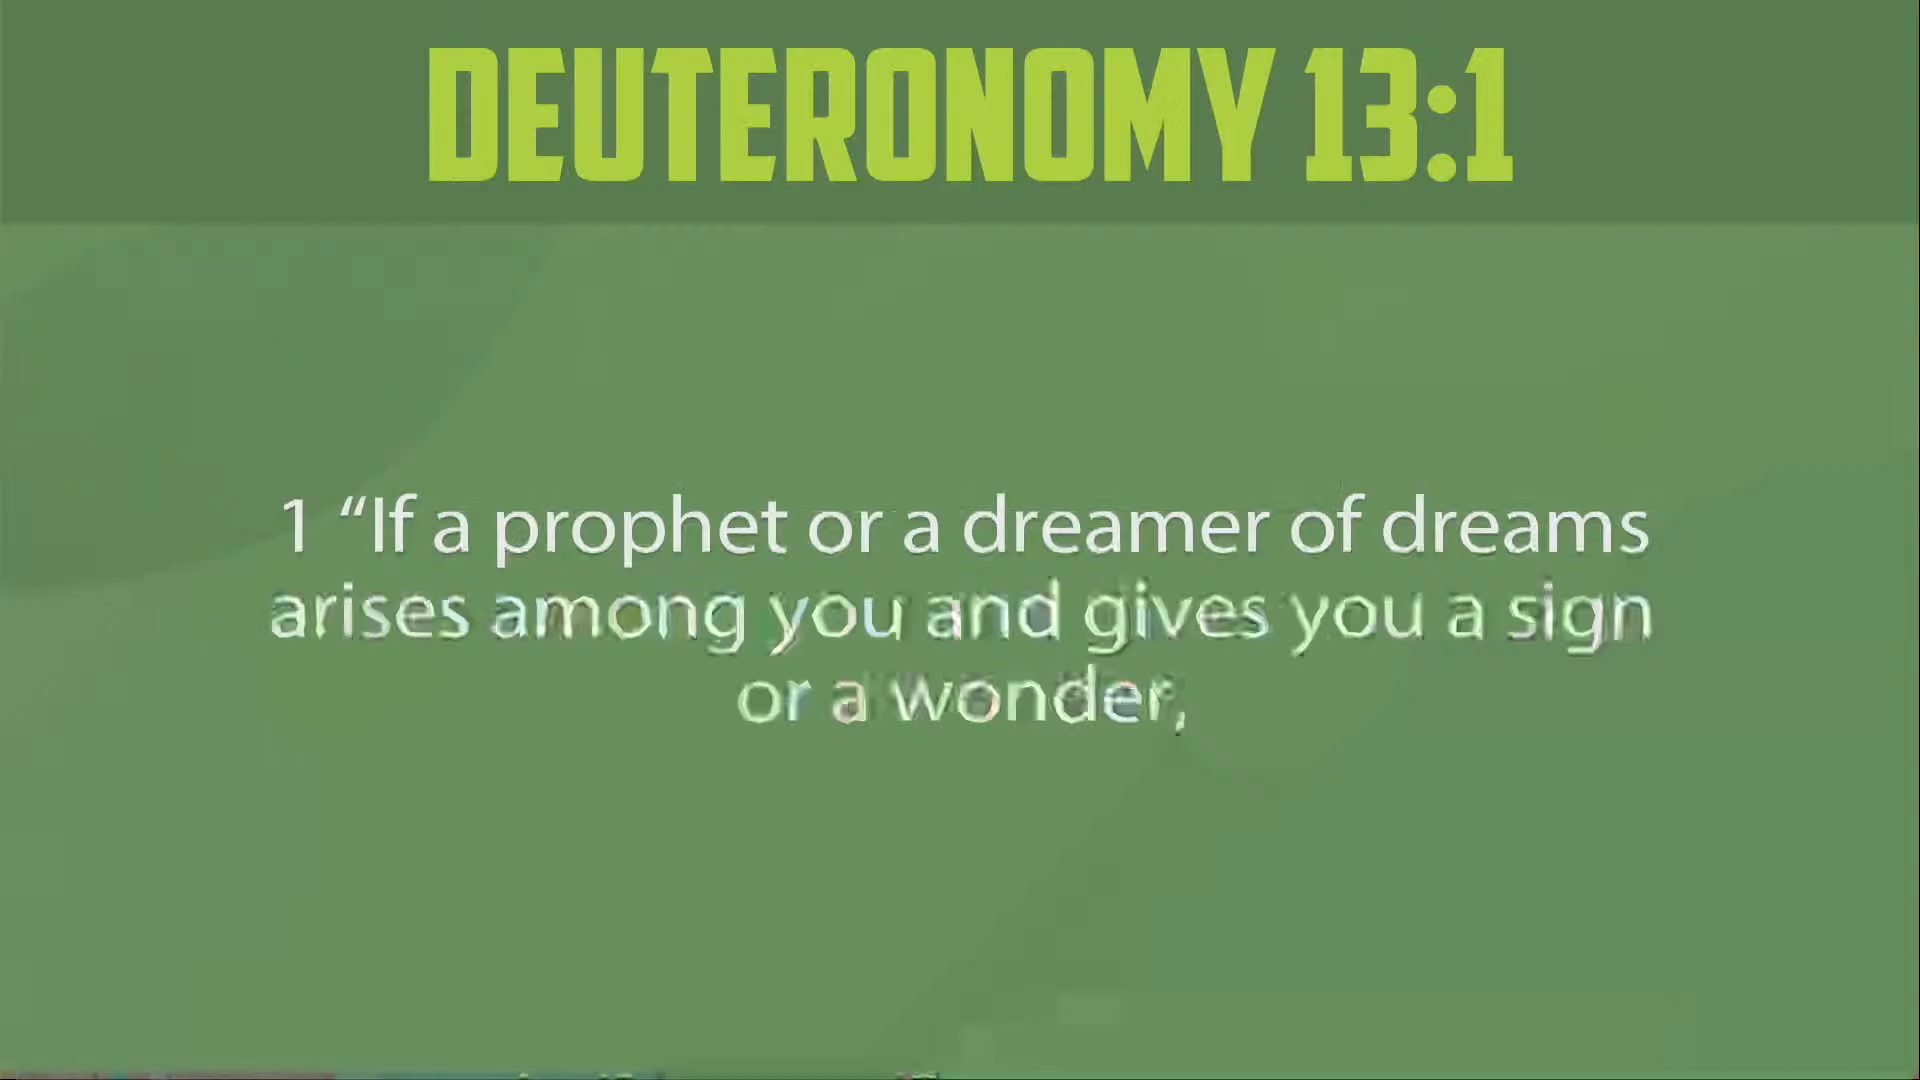 DEUTERONOMY 13:1
1 “If a prophet or a dreamer of dreams
arises among you and gives you a sign
or a wonder,